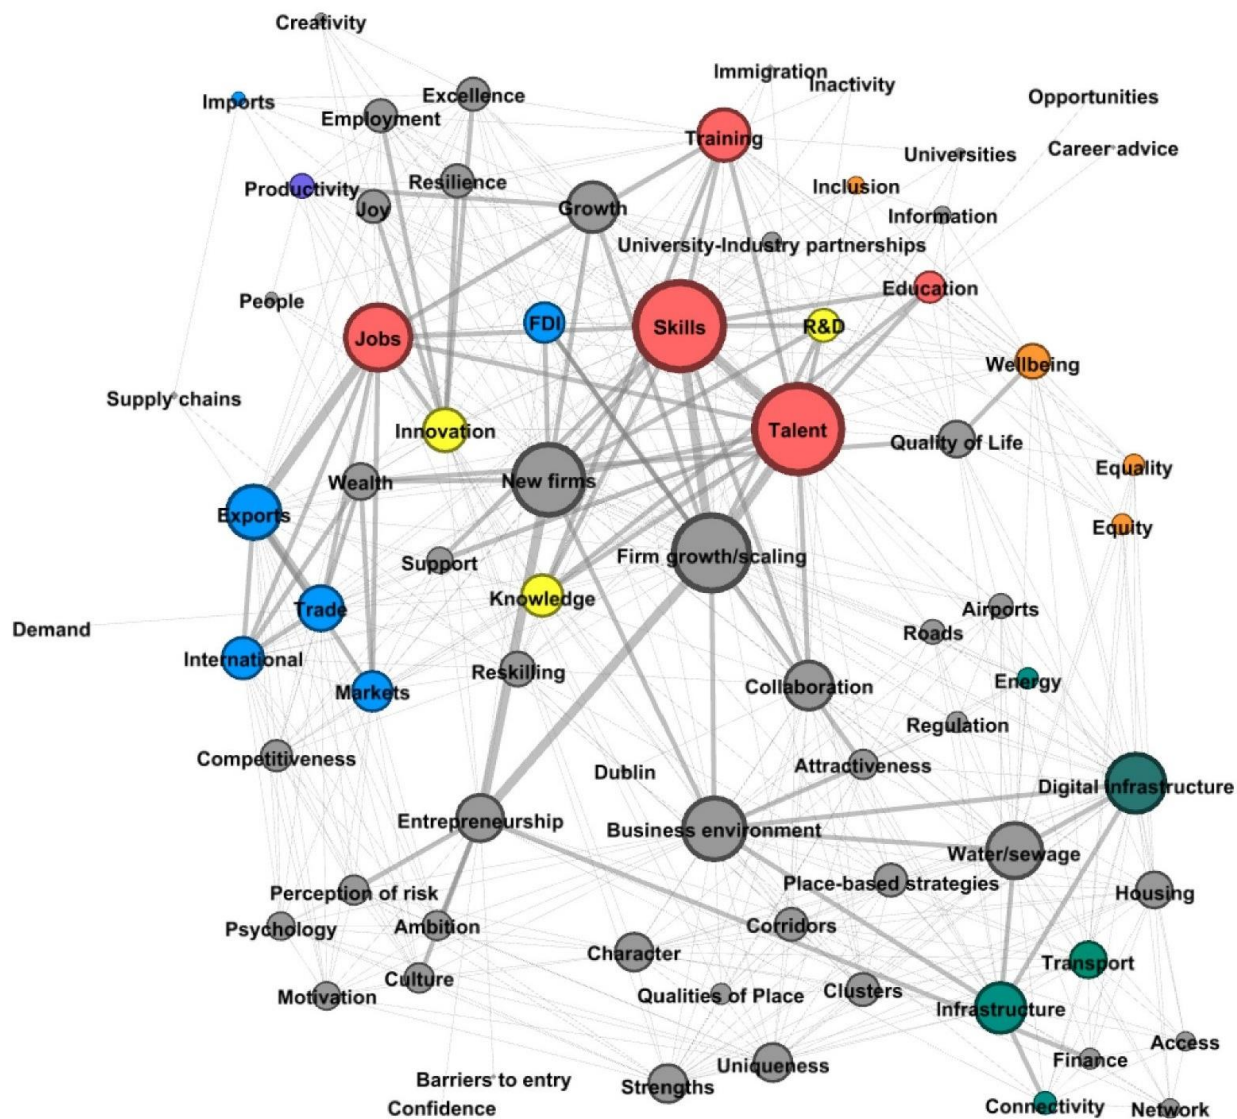 Creativity
Immigration
Inactivity
Imports
Excellence
Opportunities
Employment
Training
Universities
Career advice
Productivity
Resilience
Inclusion
Joy
Growth
Information
University-Industry partnerships
People
Education
Jobs
FDI
Skills
R&D
Wellbeing
Supply chains
Innovation
Talent
Quality of Life
Equality
Wealth
New firms
Exports
Equity
Support
Firm growth/scaling
Knowledge
Trade
Airports
Demand
Roads
International
Reskilling
Markets
Collaboration
Energy
Regulation
Competitiveness
Dublin
Attractiveness
Digital infrastructure
Entrepreneurship
Business environment
Water/sewage
Place-based strategies
Perception of risk
Housing
Psychology
Ambition
Corridors
Character
Transport
Culture
Motivation
Qualities of Place
Clusters
Infrastructure
Access
Uniqueness
Finance
Barriers to entry
Strengths
Confidence
Connectivity
Network